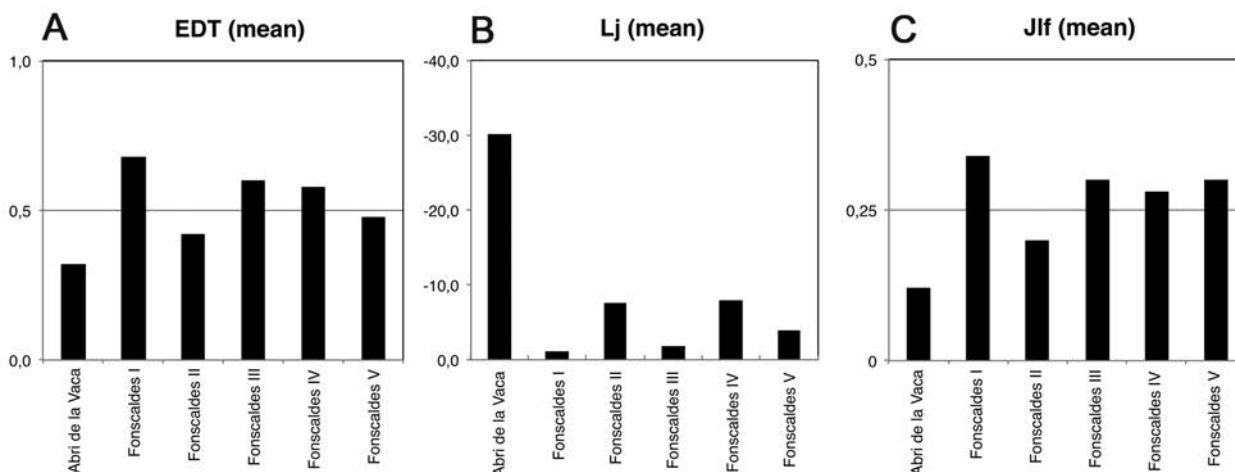 A
EDT (mean)
1,0
0,5
0,0
Abri de la Vaca
Fonscaldes I
Fonscaldes II
Fonscaldes III
Fonscaldes IV
Fonscaldes V
B
Lj (mean)
-40,0
-30,0
-20,0
-10,0
0,0
Abri de la Vaca
Fonscaldes I
Fonscaldes II
Fonscaldes III
Fonscaldes IV
Fonscaldes V
C
Jlf (mean)
0,5
0,25
0
Abri de la Vaca
Fonscaldes I
Fonscaldes II
Fonscaldes III
Fonscaldes IV
Fonscaldes V